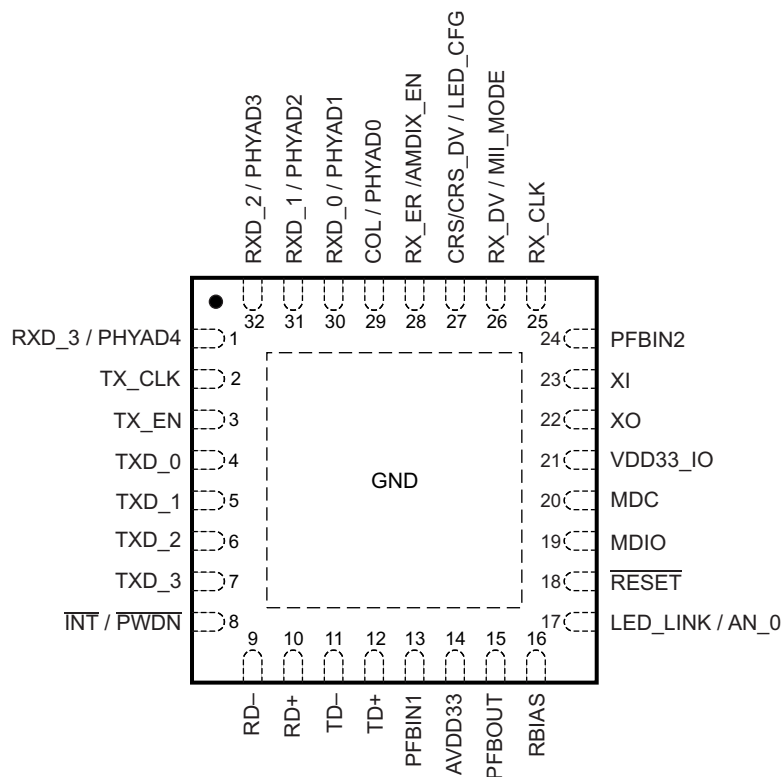 RXD_2 / PHYAD3
RXD_1 / PHYAD2
RXD_0 / PHYAD1
COL / PHYAD0
RX_ER /AMDIX_EN
CRS/CRS_DV / LED_CFG
RX_DV / MII_MODE
RX_CLK
32 31 30 29 28 27 26 25
RXD_3 / PHYAD4 1
TX_CLK 2
TX_EN 3
TXD_0 4
TXD_1 5
TXD_2 6
TXD_3 7
INT / PWDN 8
GND
24 PFBIN2
23 XI
22 XO
21 VDD33_IO
20 MDC
19 MDIO
18 RESET
17 LED_LINK / AN_0
9 10 11 12 13 14 15 16
RD–
RD+
TD–
TD+
PFBIN1
AVDD33
PFBOUT
RBIAS